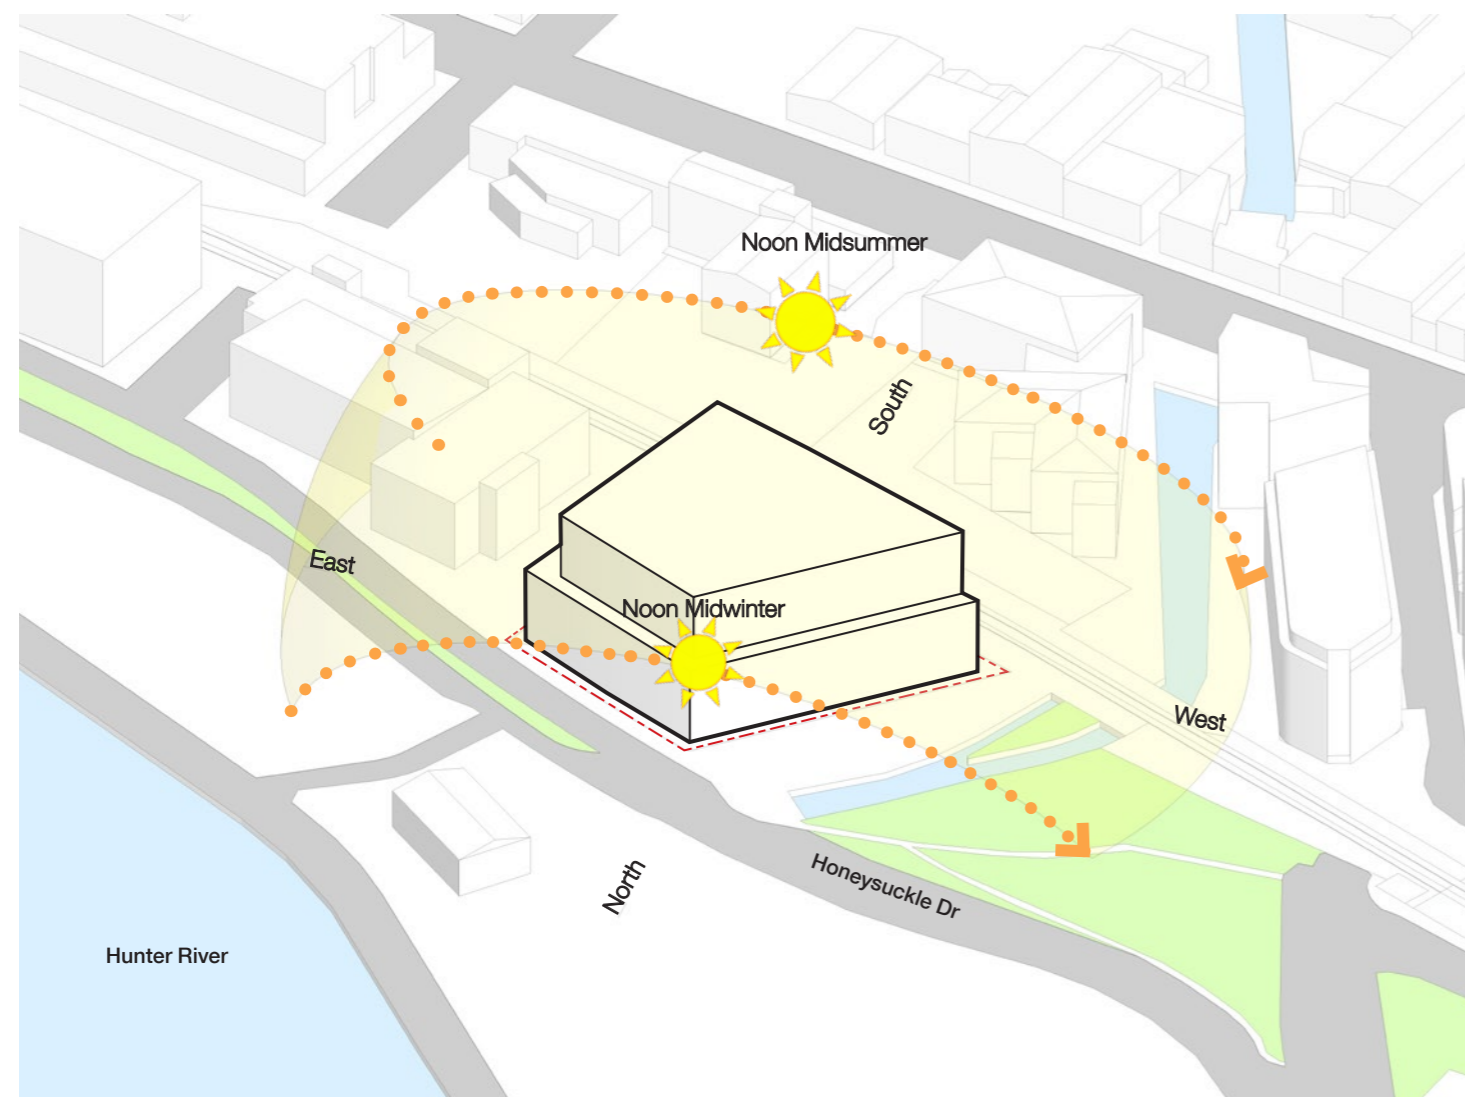 Noon Midsummer
South
East
Noon Midwinter
West
North
Honeysuckle Dr
Hunter River